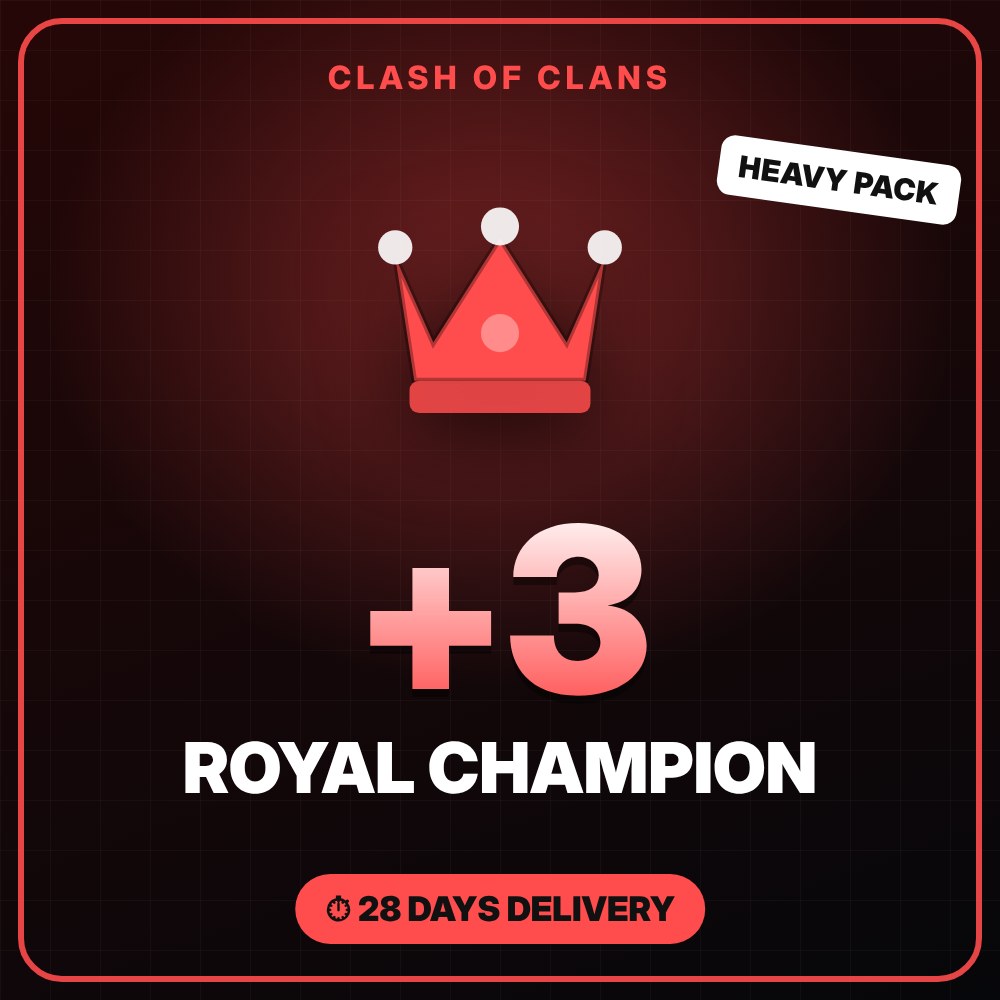 CLASH OF CLANS
HEAVY PACK
+3
ROYAL CHAMPION
⏱ 28 DAYS DELIVERY